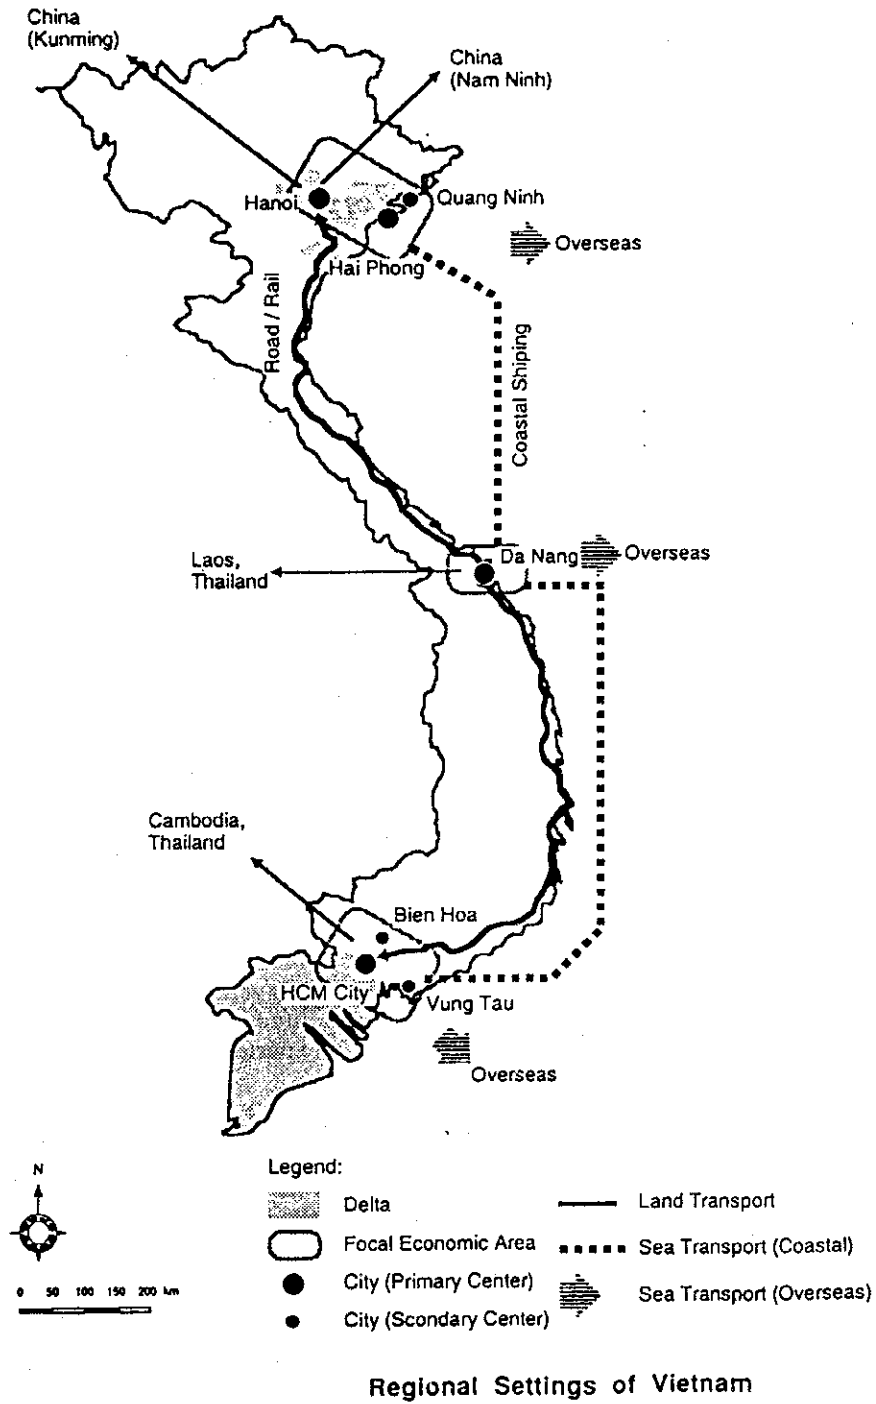 China
(Kunming)
China
(Nam Ninh)
Hanoi
Quang Ninh
Overseas
Hai Phong
Road / Rail
Coastal Shiping
Da Nang
Overseas
Laos,
Thailand
Cambodia,
Thailand
Bien Hoa
HCM City
Vung Tau
Overseas
N
0 50 100 150 200 km
Legend:
Delta
Focal Economic Area
City (Primary Center)
City (Scondary Center)
Land Transport
Sea Transport (Coastal)
Sea Transport (Overseas)
Regional Settings of Vietnam